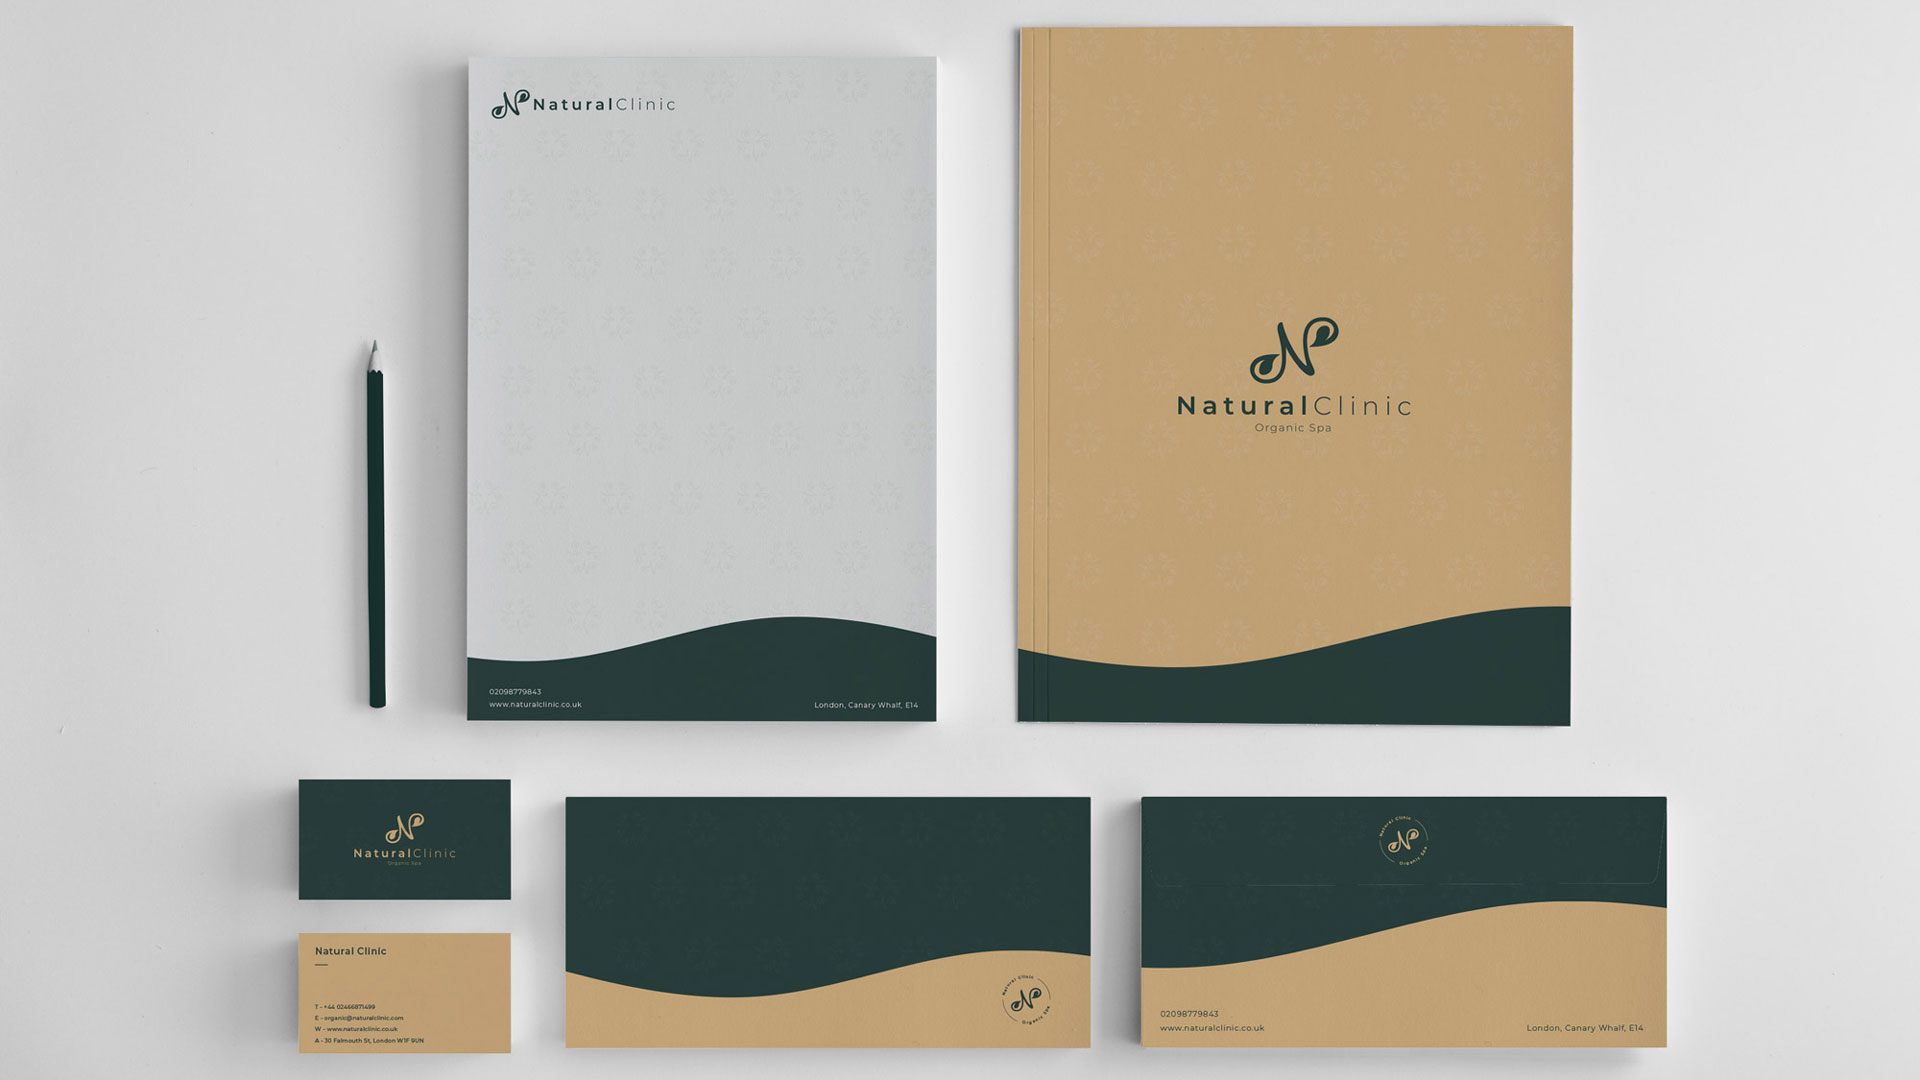 NaturalClinic
NaturalClinic
Organic Spa
02098779843
www.naturalclinic.co.uk
London, Canary Whalf, E14
NaturalClinic
Organic Spa
Natural Clinic
T - +44 02466871499
E - organic@naturalclinic.com
W - www.naturalclinic.co.uk
A - 30 Falmouth St, London W1F 9UN
Natural Clinic
Organic Spa
Natural Clinic
Organic Spa
02098779843
www.naturalclinic.co.uk
London, Canary Whalf, E14